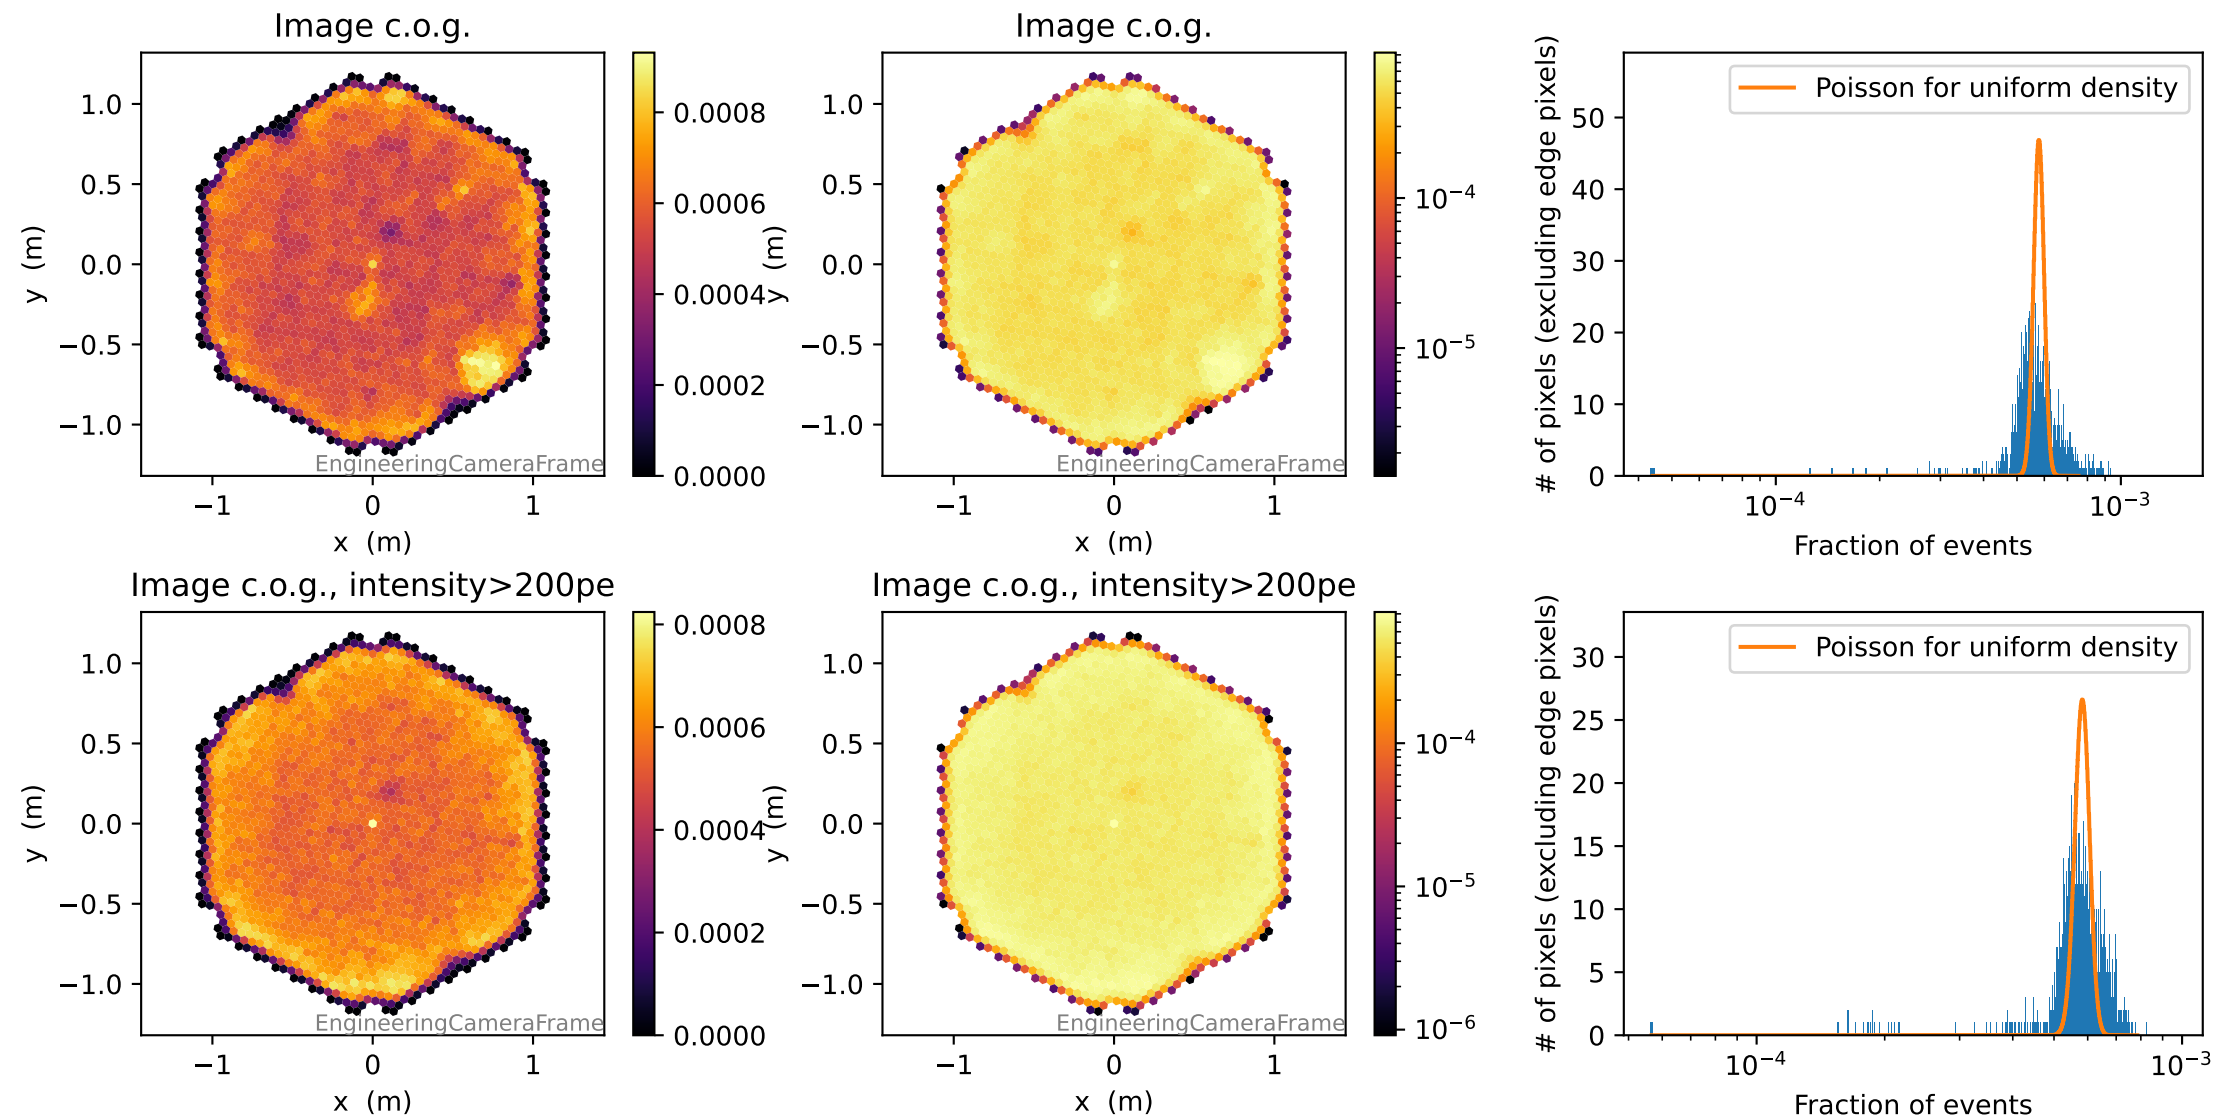 Image c.o.g.
y (m)
1.0
0.5
0.0
−0.5
−1.0
−1
0
1
x (m)
EngineeringCameraFrame
0.0008
0.0006
0.0004
0.0002
0.0000
Image c.o.g.
y (m)
1.0
0.5
0.0
−0.5
−1.0
−1
0
1
x (m)
EngineeringCameraFrame
10⁻⁴
10⁻⁵
# of pixels (excluding edge pixels)
50
40
30
20
10
0
Poisson for uniform density
10⁻⁴
10⁻³
Fraction of events
Image c.o.g., intensity>200pe
y (m)
1.0
0.5
0.0
−0.5
−1.0
−1
0
1
x (m)
EngineeringCameraFrame
0.0008
0.0006
0.0004
0.0002
0.0000
Image c.o.g., intensity>200pe
y (m)
1.0
0.5
0.0
−0.5
−1.0
−1
0
1
x (m)
EngineeringCameraFrame
10⁻⁴
10⁻⁵
10⁻⁶
# of pixels (excluding edge pixels)
30
25
20
15
10
5
0
Poisson for uniform density
10⁻⁴
10⁻³
Fraction of events